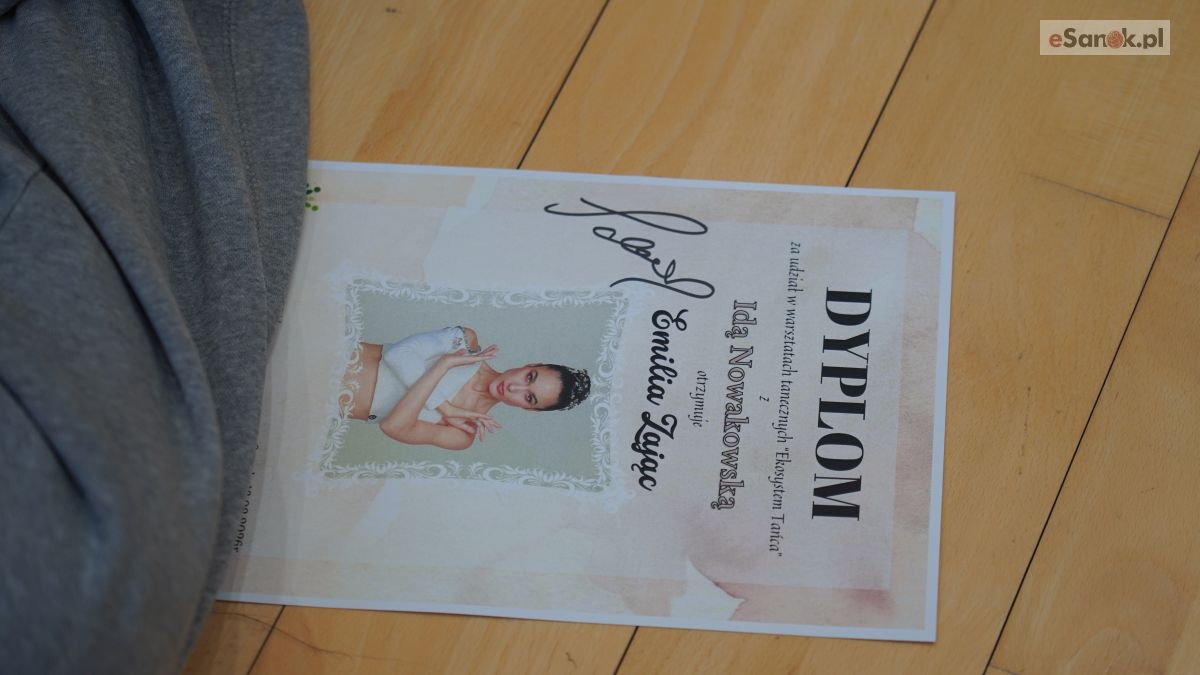 eSanok.pl
DYPLOM
za udział w warsztatach tanecznych "Ekosystem Tańca"
z
Idą Nowakowską
otrzymuje
Emilia Zając